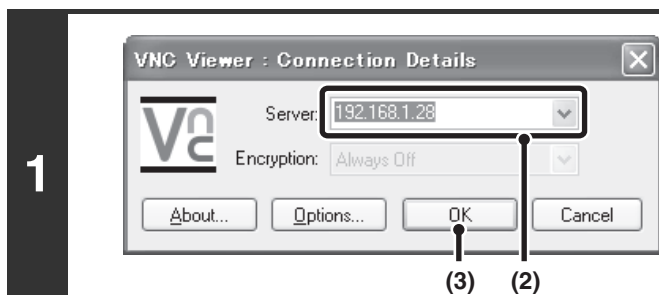 1
VNC Viewer : Connection Details
VNC
Server: 192.168.1.28
Encryption: Always Off
About... Options... OK Cancel
(3) (2)